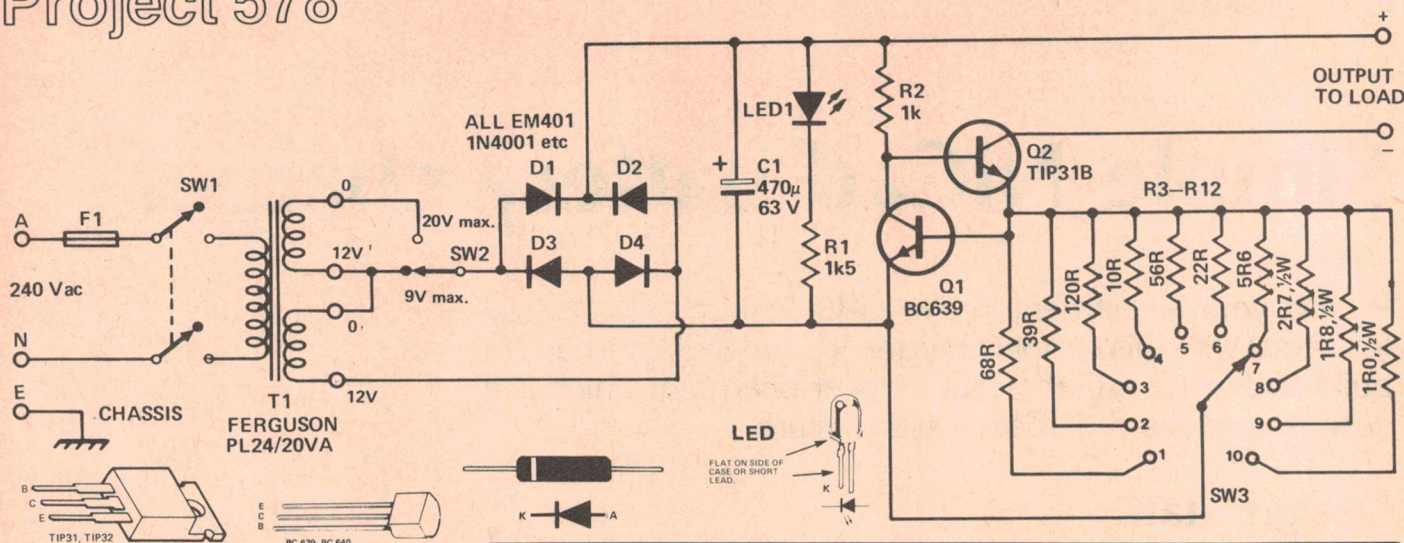 Project 578
+
OUTPUT
TO LOAD
−
R2
1k
LED1
ALL EM401
1N4001 etc
Q2
TIP31B
D1
D2
+
C1
470µ
63 V
R3–R12
SW1
0
20V max.
A
F1
12V
SW2
D3
D4
R1
1k5
Q1
BC639
240 Vac
9V max.
0
68R
39R
120R
10R
56R
22R
5R6
2R7,½W
1R8,½W
1R0,½W
N
4
5
6
7
3
8
E
CHASSIS
12V
T1
FERGUSON
PL24/20VA
2
9
1
10
SW3
LED
FLAT ON SIDE OF
CASE OR SHORT
LEAD.
K
B
C
E
TIP31, TIP32
E
C
B
BC 639, BC 640
K
A